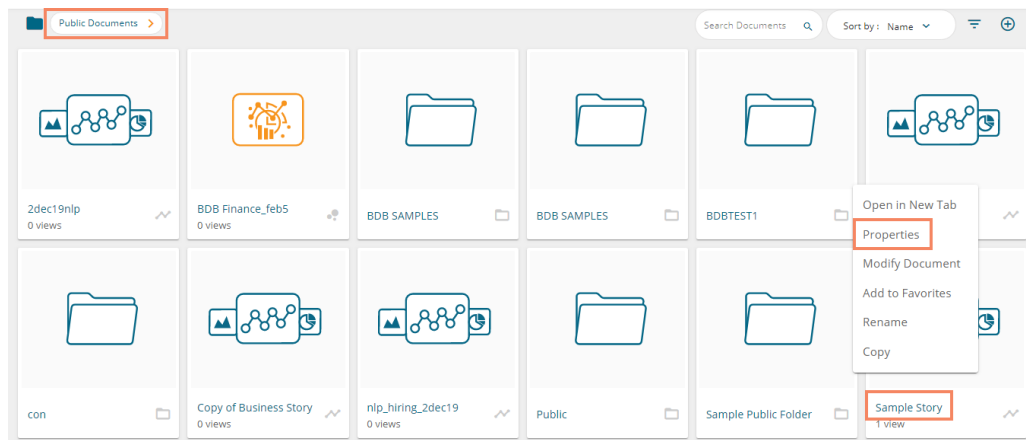 Public Documents
Search Documents
Sort by : Name
2dec19nlp
0 views
BDB Finance_feb5
0 views
BDB SAMPLES
BDB SAMPLES
BDBTEST1
Open in New Tab
Properties
Modify Document
Add to Favorites
Rename
Copy
con
Copy of Business Story
0 views
nlp_hiring_2dec19
0 views
Public
Sample Public Folder
Sample Story
1 view